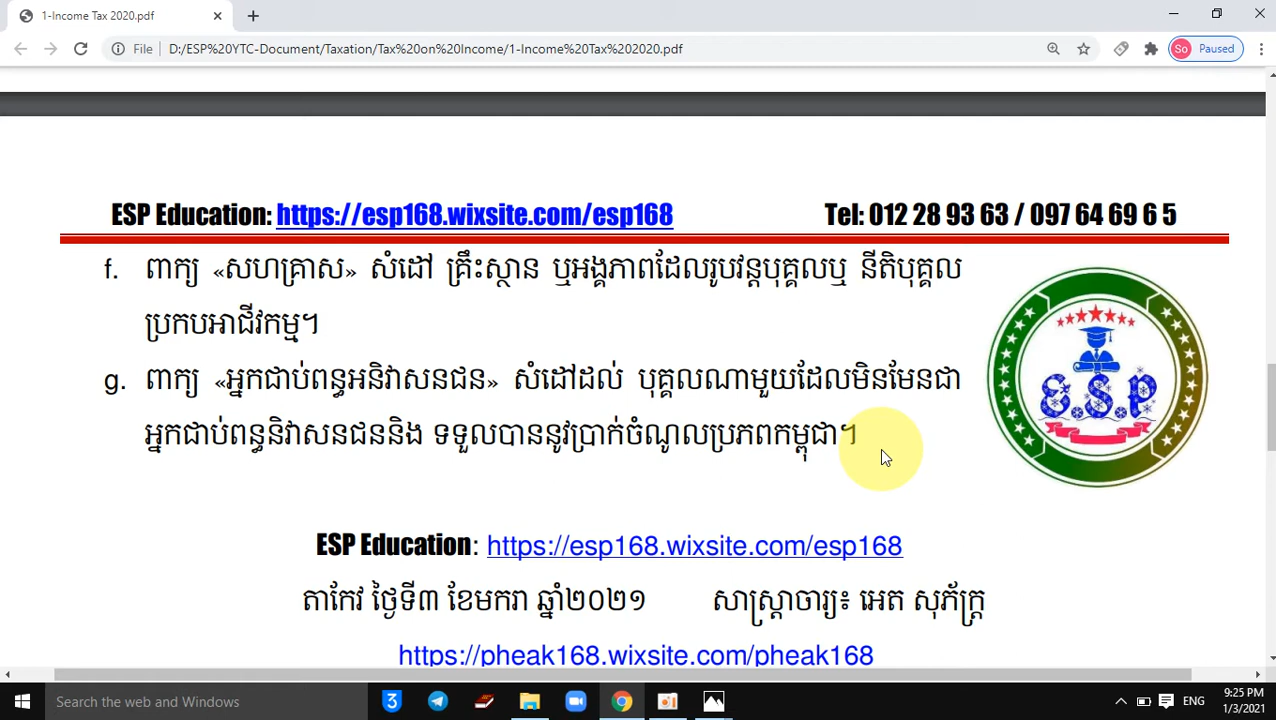 1-Income Tax 2020.pdf
File
D:/ESP%20YTC-Document/Taxation/Tax%20on%20Income/1-Income%20Tax%202020.pdf
So Paused
ESP Education: https://esp168.wixsite.com/esp168 Tel: 012 28 93 63 / 097 64 69 6 5
f. ពាក្យ «សហគ្រាស» សំដៅ គ្រឹះស្ថាន ឬអង្គភាពដែលរូបវន្តបុគ្គលឬ នីតិបុគ្គល
ប្រកបអាជីវកម្ម។
g. ពាក្យ «អ្នកជាប់ពន្ធអនិវាសនជន» សំដៅដល់ បុគ្គលណាមួយដែលមិនមែនជា
អ្នកជាប់ពន្ធនិវាសនជននិង ទទួលបាននូវប្រាក់ចំណូលប្រភពកម្ពុជា។
E.S.P
ESP Education: https://esp168.wixsite.com/esp168
តាកែវ ថ្ងៃទី៣ ខែមករា ឆ្នាំ២០២១ សាស្ត្រាចារ្យ៖ អេត សុភ័ក្ត្រ
https://pheak168.wixsite.com/pheak168
Search the web and Windows
ENG
9:25 PM
1/3/2021